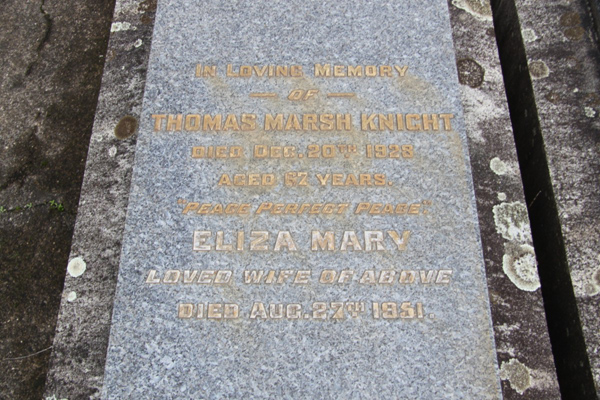 IN LOVING MEMORY
— OF —
THOMAS MARSH KNIGHT
DIED DEC. 20TH 1928
AGED YEARS.
"PEACE, PERFECT PEACE".
ELIZA MARY
LOVED WIFE OF ABOVE
DIED AUG. 27TH 1951.